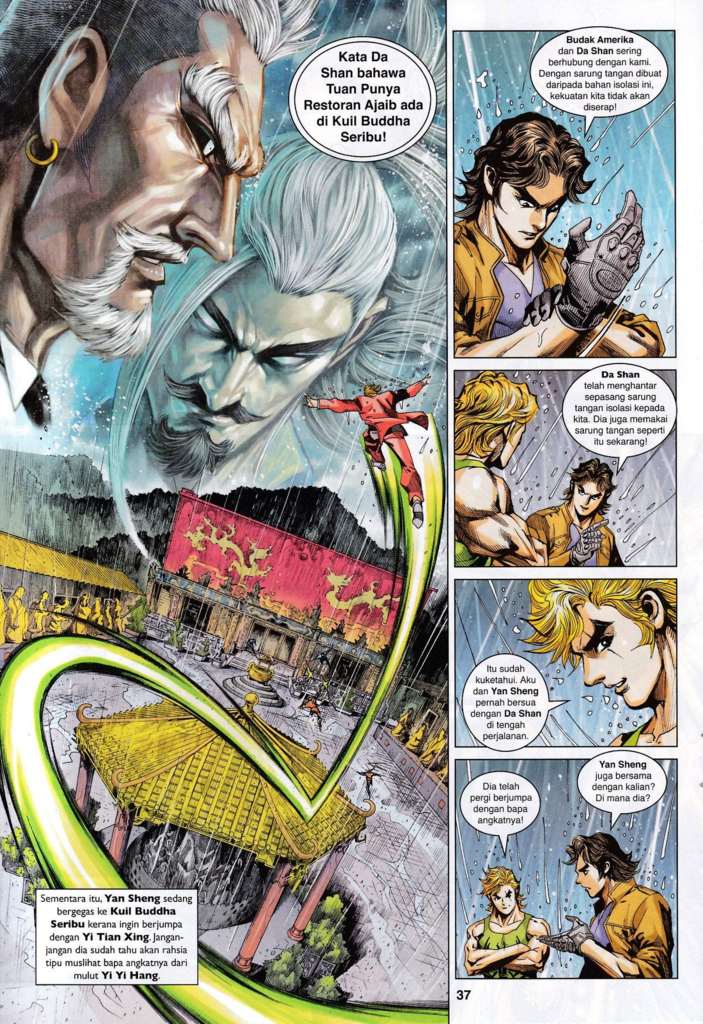 Kata Da
Shan bahawa
Tuan Punya
Restoran Ajaib ada
di Kuil Buddha
Seribu!
Sementara itu, Yan Sheng sedang
bergegas ke Kuil Buddha
Seribu kerana ingin berjumpa
dengan Yi Tian Xing. Jangan-
jangan dia sudah tahu akan rahsia
tipu muslihat bapa angkatnya dari
mulut Yi Yi Hang.
Budak Amerika
dan Da Shan sering
berhubung dengan kami.
Dengan sarung tangan dibuat
daripada bahan isolasi ini,
kekuatan kita tidak akan
diserap!
Da Shan
telah menghantar
sepasang sarung
tangan isolasi kepada
kita. Dia juga memakai
sarung tangan seperti
itu sekarang!
Itu sudah
kuketahui. Aku
dan Yan Sheng
pernah bersua
dengan Da Shan
di tengah
perjalanan.
Yan Sheng
juga bersama
dengan kalian?
Di mana dia?
Dia telah
pergi berjumpa
dengan bapa
angkatnya!
37